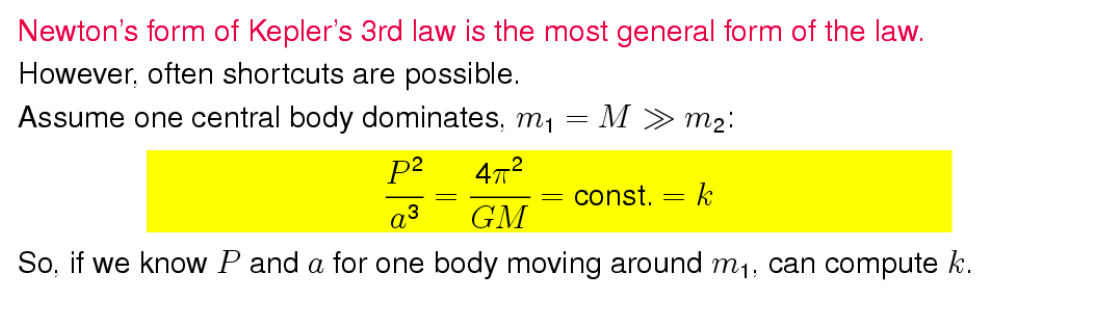 Newton's form of Kepler's 3rd law is the most general form of the law.
However, often shortcuts are possible.
Assume one central body dominates, m₁ = M ≫ m₂:
P²/a³ = 4π²/GM = const. = k
So, if we know P and a for one body moving around m₁, can compute k.